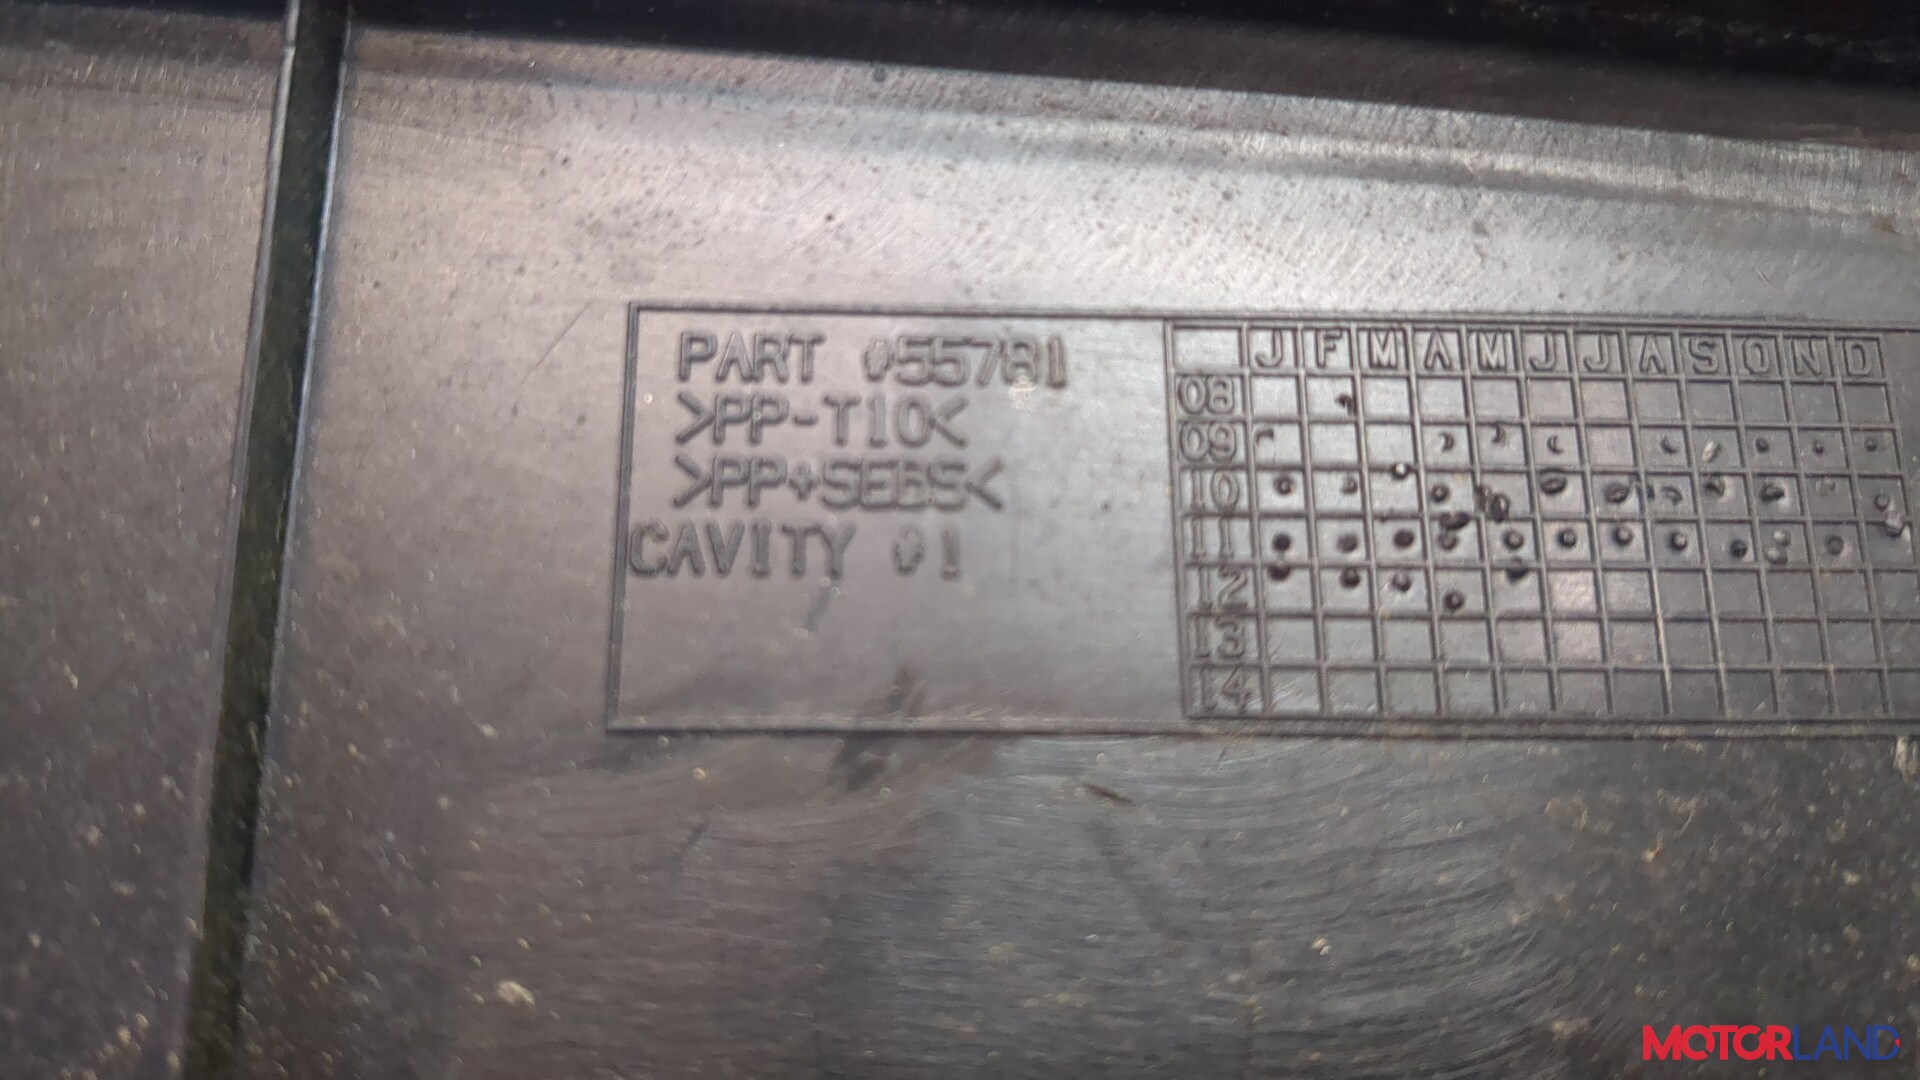 PART #55781
>PP-T10<
>PP+SEBS<
CAVITY #1
J F M A M J J A S O N D
08
09
10
11
12
13
14
MOTORLAND